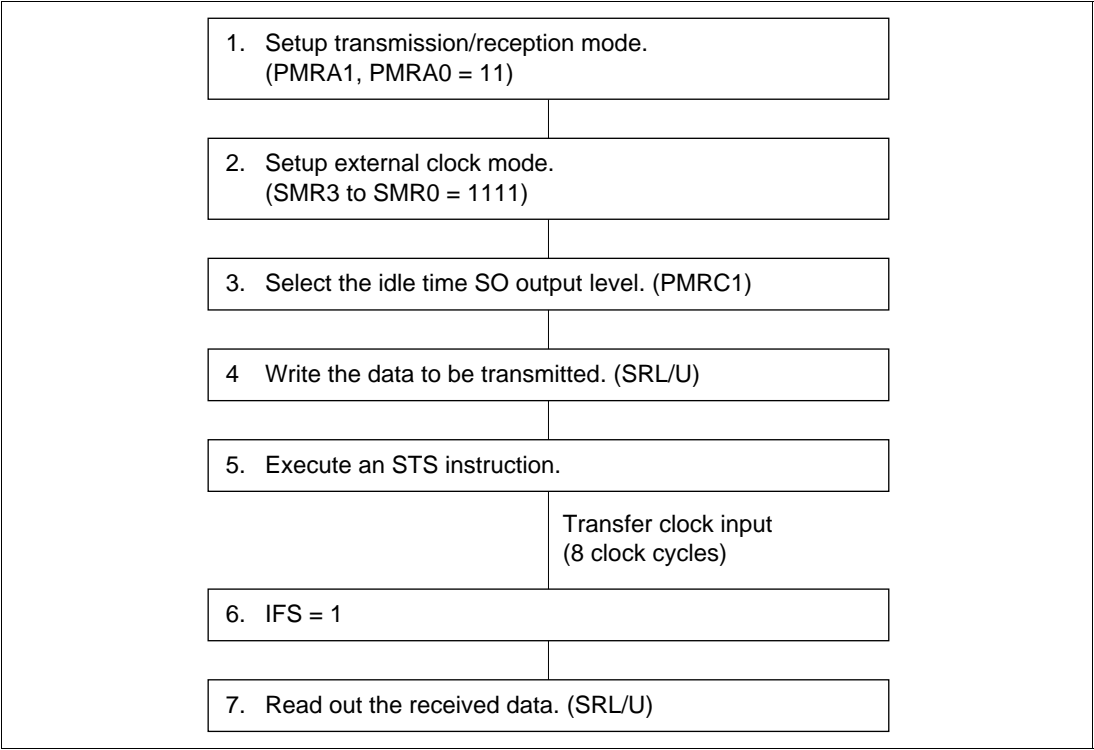 1. Setup transmission/reception mode.
(PMRA1, PMRA0 = 11)
2. Setup external clock mode.
(SMR3 to SMR0 = 1111)
3. Select the idle time SO output level. (PMRC1)
4 Write the data to be transmitted. (SRL/U)
5. Execute an STS instruction.
Transfer clock input
(8 clock cycles)
6. IFS = 1
7. Read out the received data. (SRL/U)